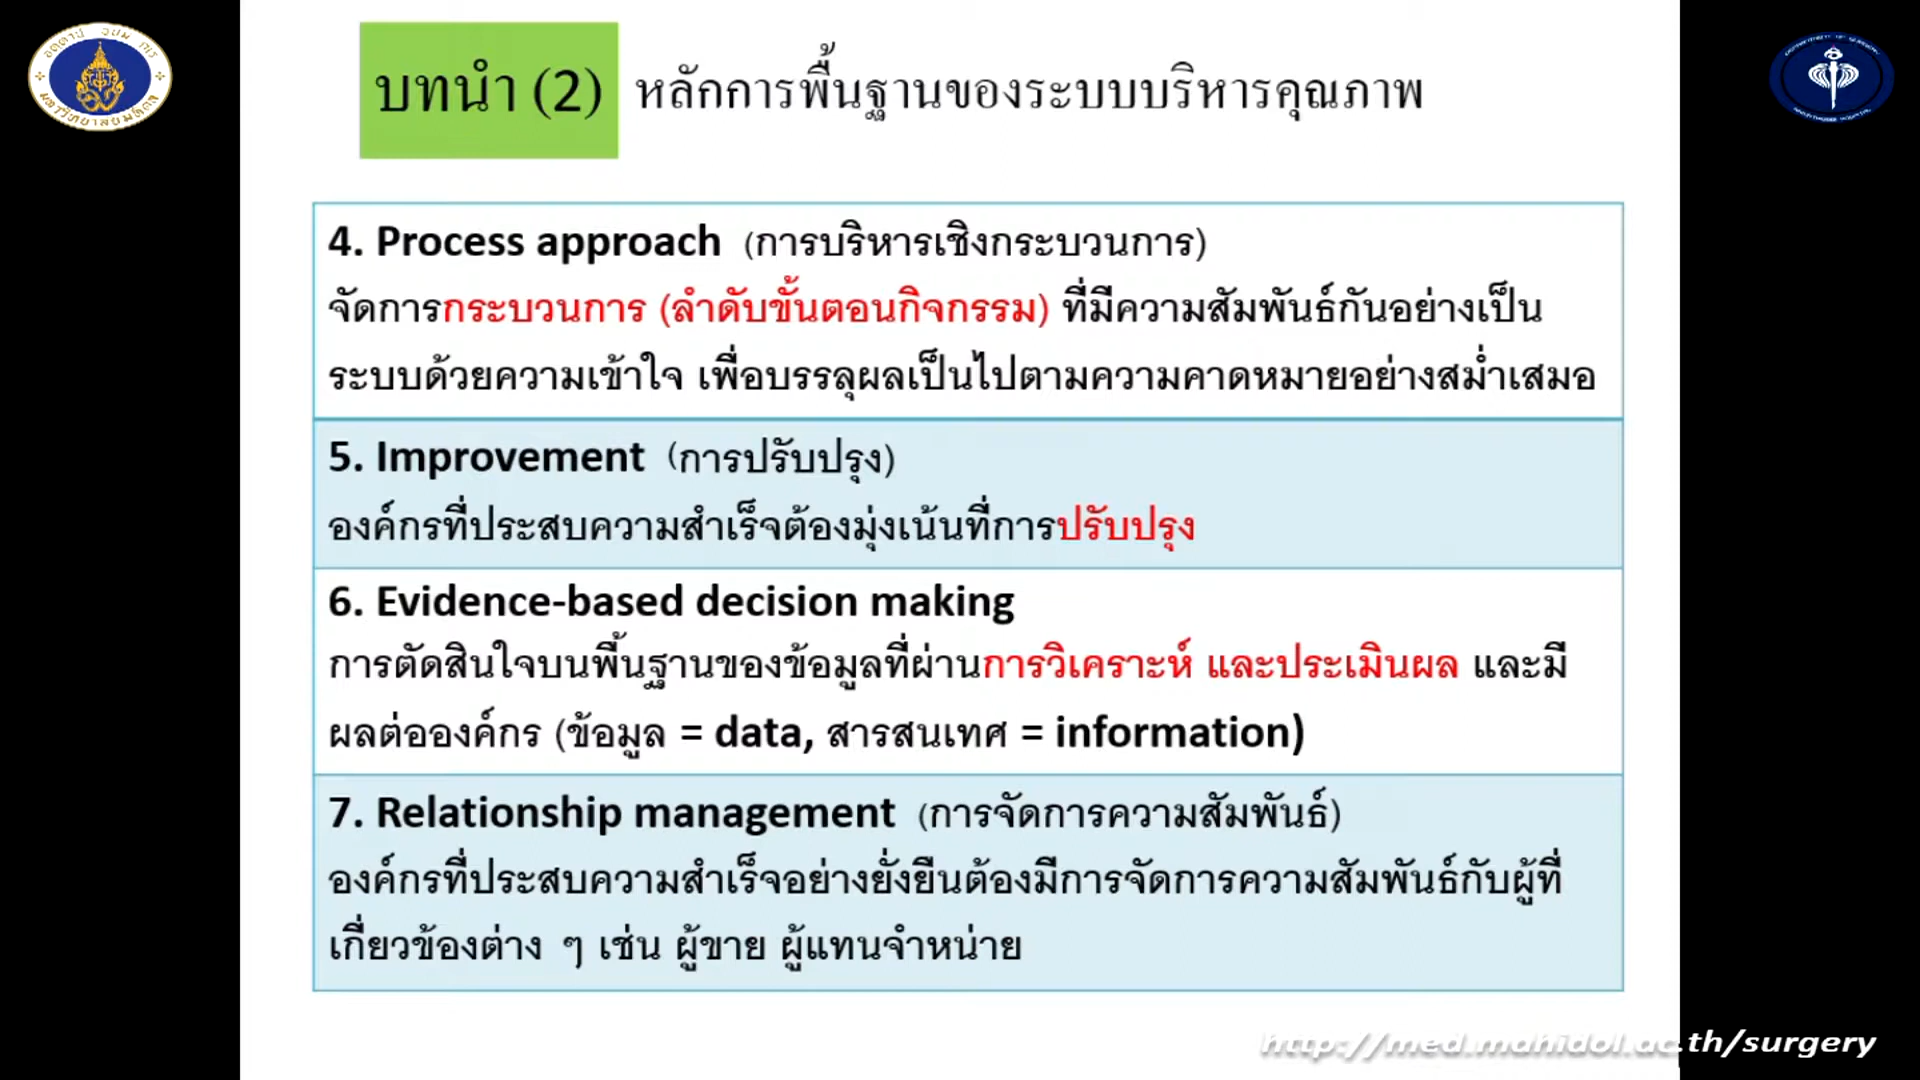 บทนำ (2) หลักการพื้นฐานของระบบบริหารคุณภาพ
4. Process approach (การบริหารเชิงกระบวนการ)
จัดการกระบวนการ (ลำดับขั้นตอนกิจกรรม) ที่มีความสัมพันธ์กันอย่างเป็น
ระบบด้วยความเข้าใจ เพื่อบรรลุผลเป็นไปตามความคาดหมายอย่างสม่ำเสมอ
5. Improvement (การปรับปรุง)
องค์กรที่ประสบความสำเร็จต้องมุ่งเน้นที่การปรับปรุง
6. Evidence-based decision making
การตัดสินใจบนพื้นฐานของข้อมูลที่ผ่านการวิเคราะห์ และประเมินผล และมี
ผลต่อองค์กร (ข้อมูล = data, สารสนเทศ = information)
7. Relationship management (การจัดการความสัมพันธ์)
องค์กรที่ประสบความสำเร็จอย่างยั่งยืนต้องมีการจัดการความสัมพันธ์กับผู้ที่
เกี่ยวข้องต่าง ๆ เช่น ผู้ขาย ผู้แทนจำหน่าย
http://med.mahidol.ac.th/surgery